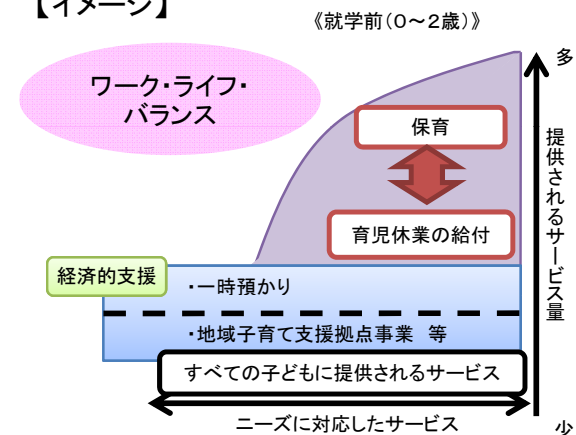 【イメージ】
《就学前(0～2歳)》
多
ワーク・ライフ・
バランス
保育
提供されるサービス量
育児休業の給付
経済的支援
・一時預かり
・地域子育て支援拠点事業 等
すべての子どもに提供されるサービス
ニーズに対応したサービス
少